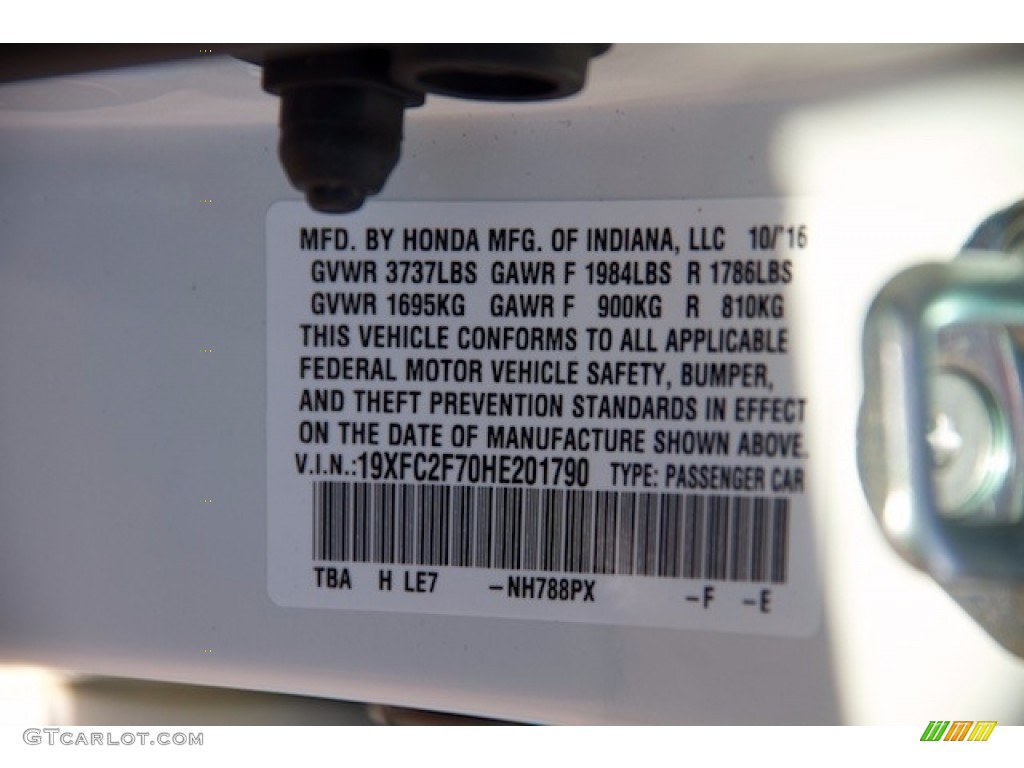 MFD. BY HONDA MFG. OF INDIANA, LLC 10/'16
GVWR 3737LBS GAWR F 1984LBS R 1786LBS
GVWR 1695KG GAWR F 900KG R 810KG
THIS VEHICLE CONFORMS TO ALL APPLICABLE
FEDERAL MOTOR VEHICLE SAFETY, BUMPER,
AND THEFT PREVENTION STANDARDS IN EFFECT
ON THE DATE OF MANUFACTURE SHOWN ABOVE.
V.I.N.:19XFC2F70HE201790 TYPE: PASSENGER CAR
TBA H LE7 –NH788PX –F –E
GTCARLOT.COM